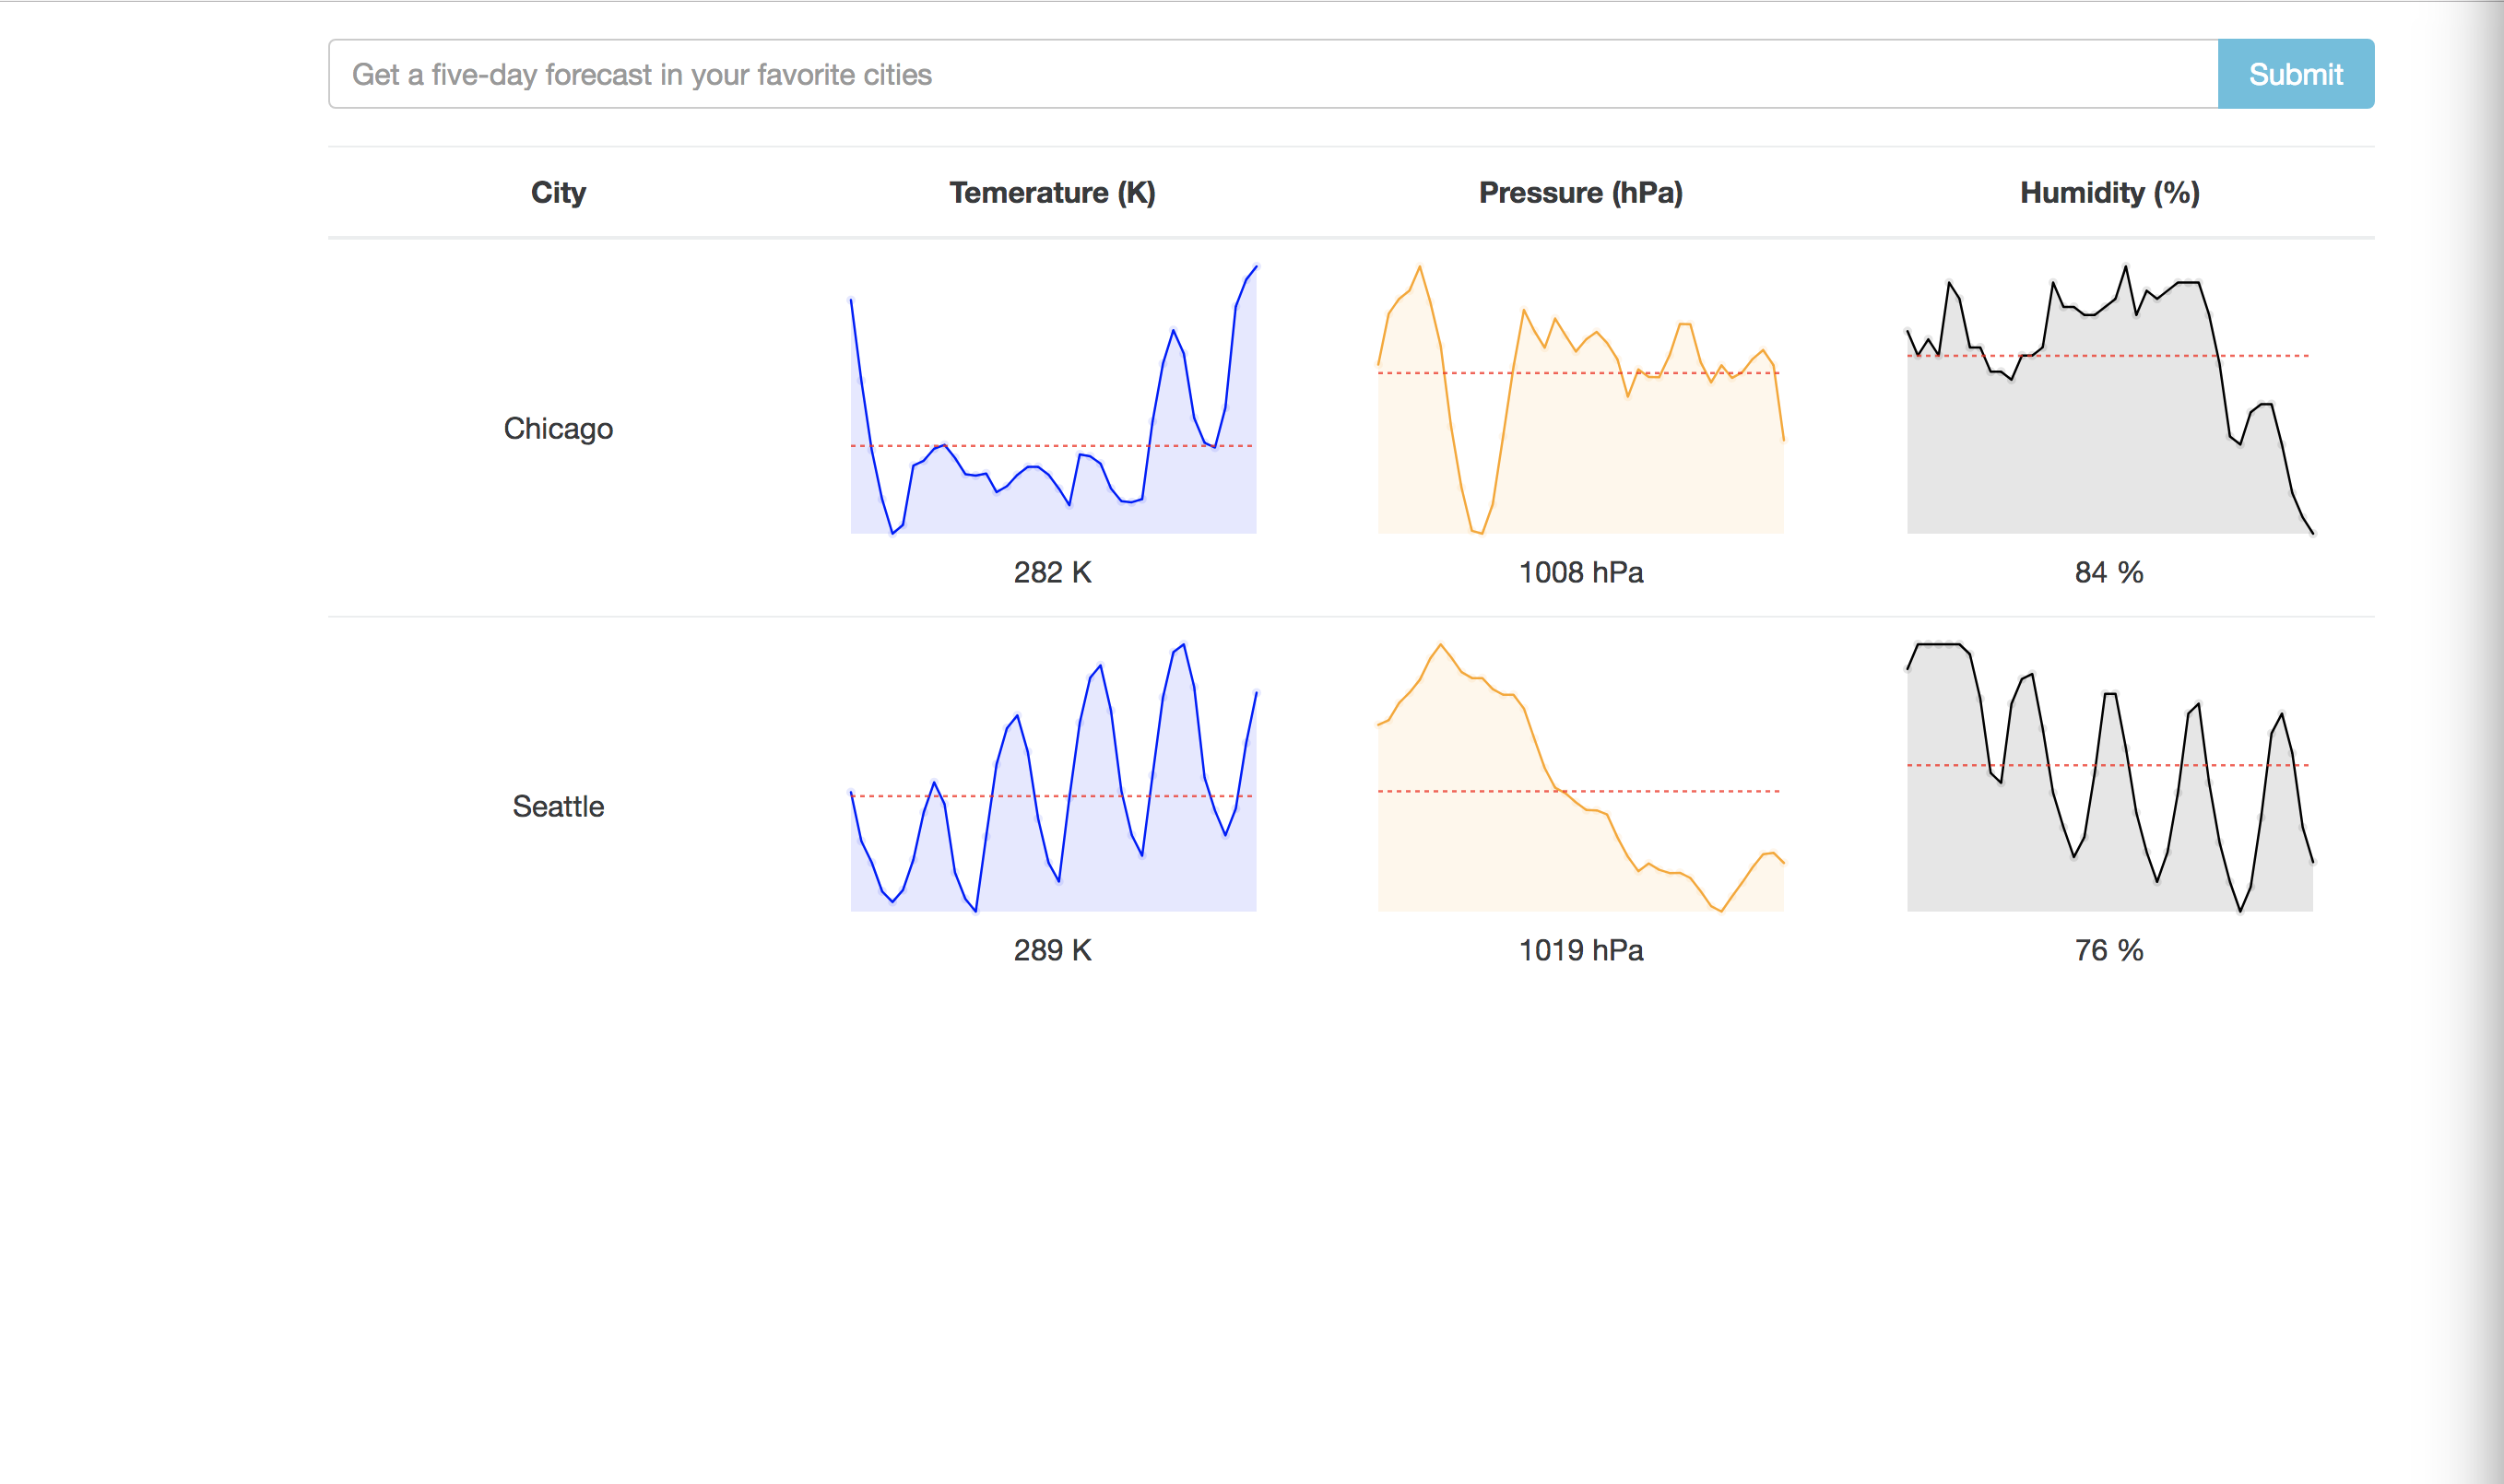 Get a five-day forecast in your favorite cities Submit
City Temerature (K) Pressure (hPa) Humidity (%)
Chicago
282 K 1008 hPa 84 %
Seattle
289 K 1019 hPa 76 %